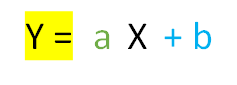 Y = a X + b